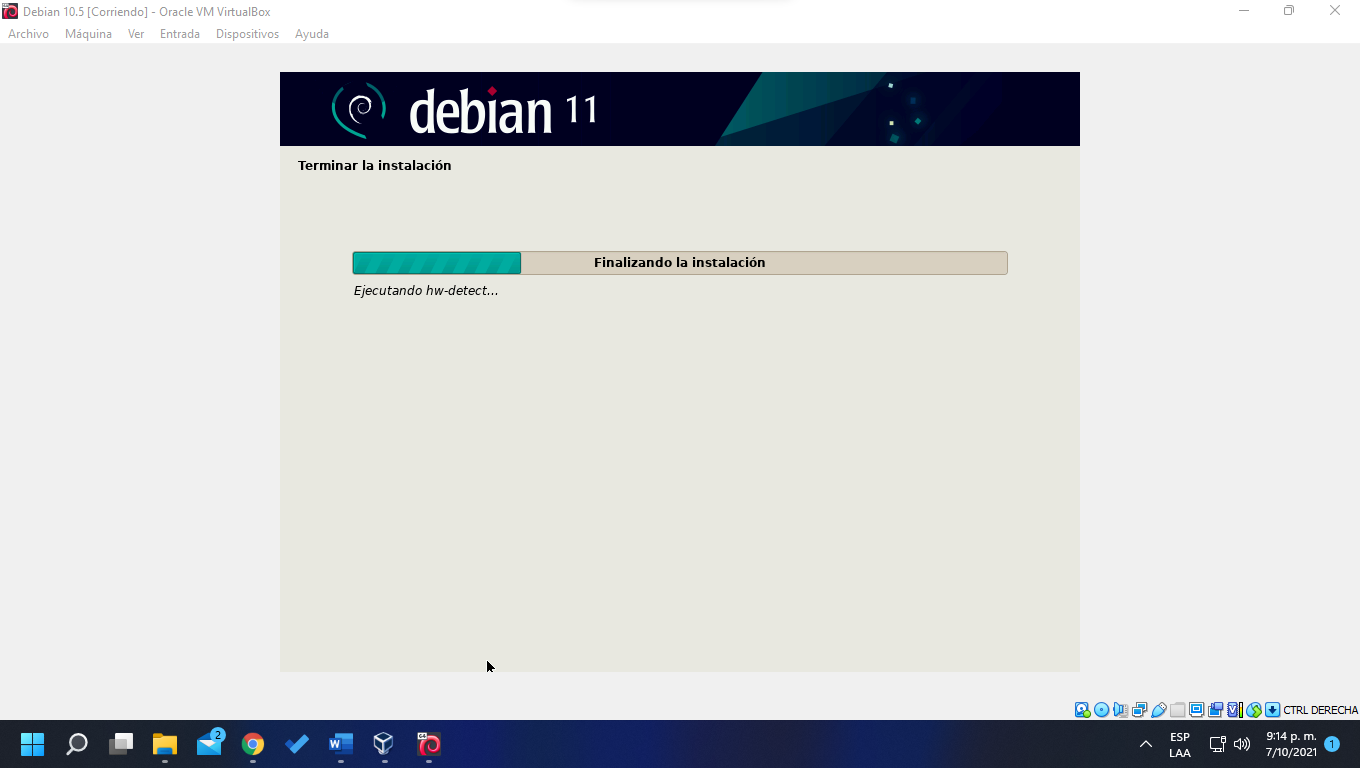 Debian 10.5 [Corriendo] - Oracle VM VirtualBox
Archivo Máquina Ver Entrada Dispositivos Ayuda
debian 11
Terminar la instalación
Finalizando la instalación
Ejecutando hw-detect...
CTRL DERECHA
2
W
64
ESP
LAA
9:14 p. m.
7/10/2021
1